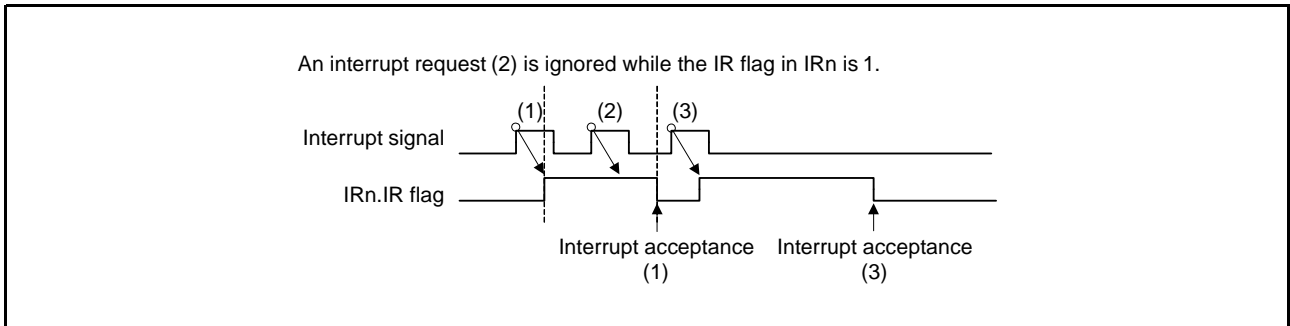 An interrupt request (2) is ignored while the IR flag in IRn is 1.
(1) (2) (3)
Interrupt signal
IRn.IR flag
Interrupt acceptance Interrupt acceptance
(1) (3)